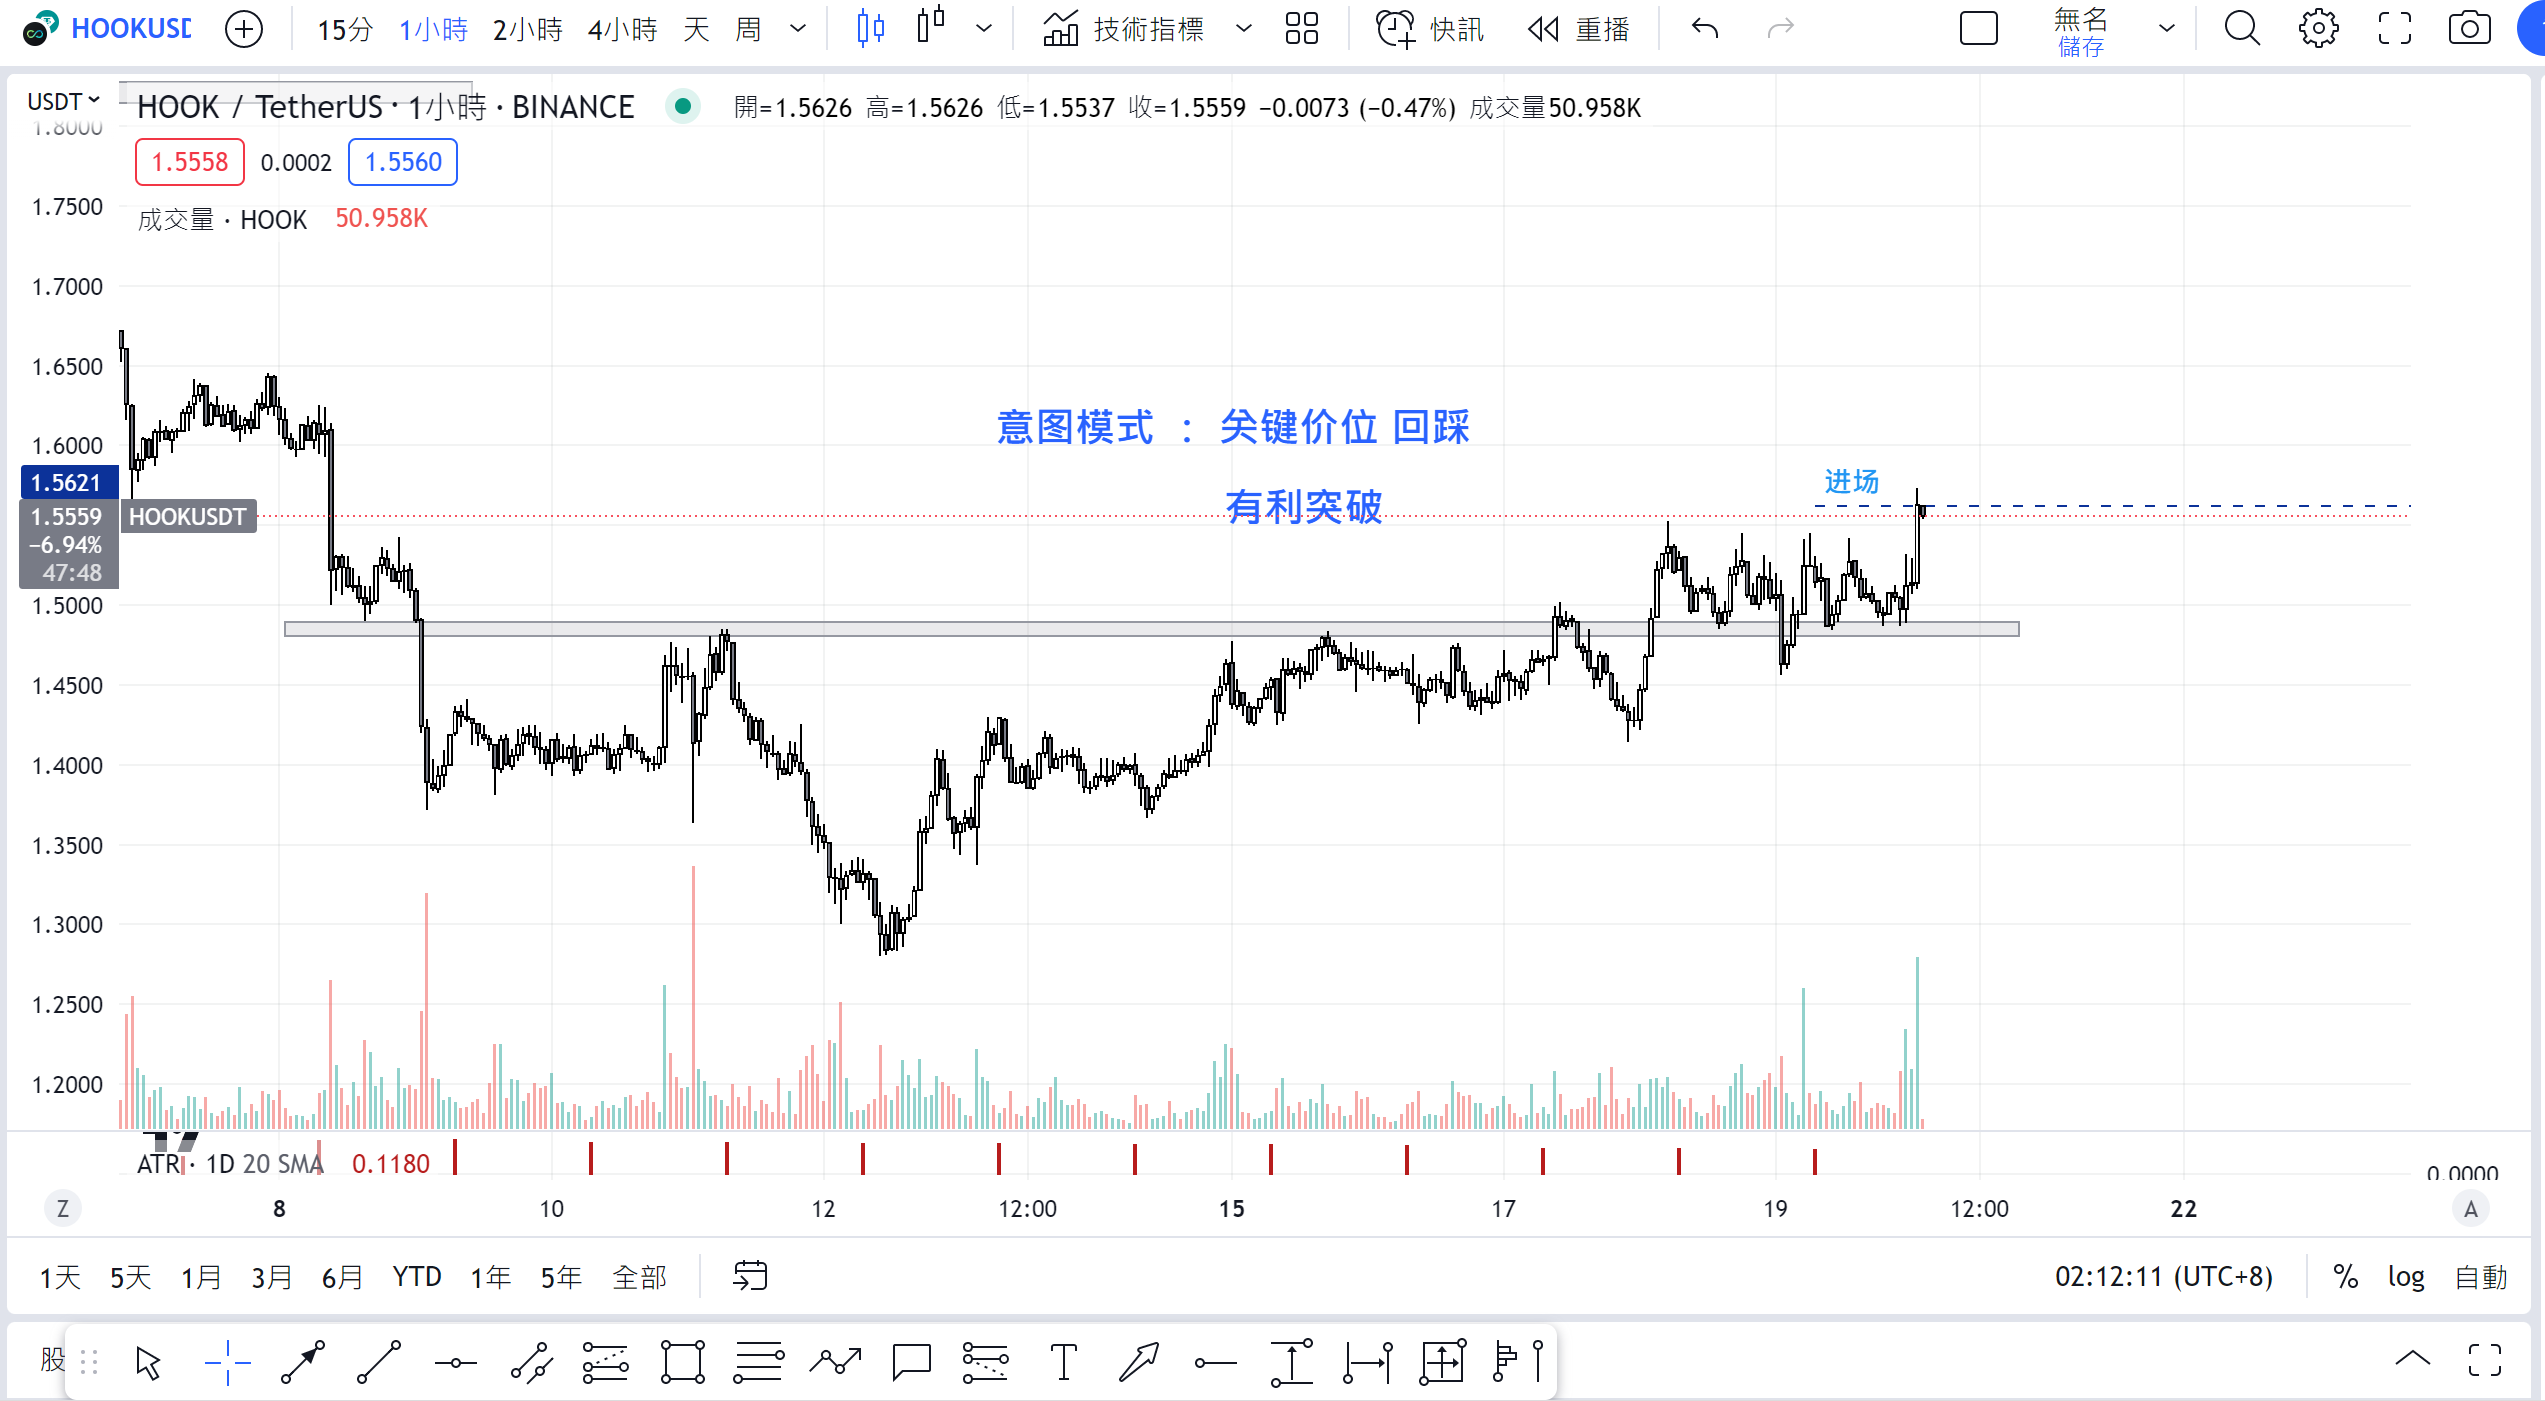 HOOKUSD 15分 1小時 2小時 4小時 天 周 技術指標 快訊 重播 無名
儲存
USDT HOOK / TetherUS · 1小時 · BINANCE 開=1.5626 高=1.5626 低=1.5537 收=1.5559 −0.0073 (−0.47%) 成交量50.958K
1.8000
1.5558 0.0002 1.5560
1.7500
成交量 · HOOK 50.958K
1.7000
1.6500
意图模式 ： 关键价位 回踩
1.6000
进场
1.5621
有利突破
1.5559 HOOKUSDT
−6.94%
47:48
1.5000
1.4500
1.4000
1.3500
1.3000
1.2500
1.2000
ATR · 1D 20 SMA 0.1180
0.0000
Z 8 10 12 12:00 15 17 19 12:00 22 A
1天 5天 1月 3月 6月 YTD 1年 5年 全部 02:12:11 (UTC+8) % log 自動
股